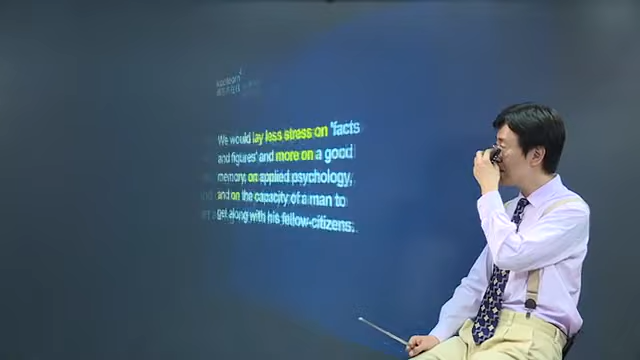 koolearn
We would lay less stress on 'facts
and figures' and more on a good
memory, on applied psychology,
and on the capacity of a man to
get along with his fellow-citizens.